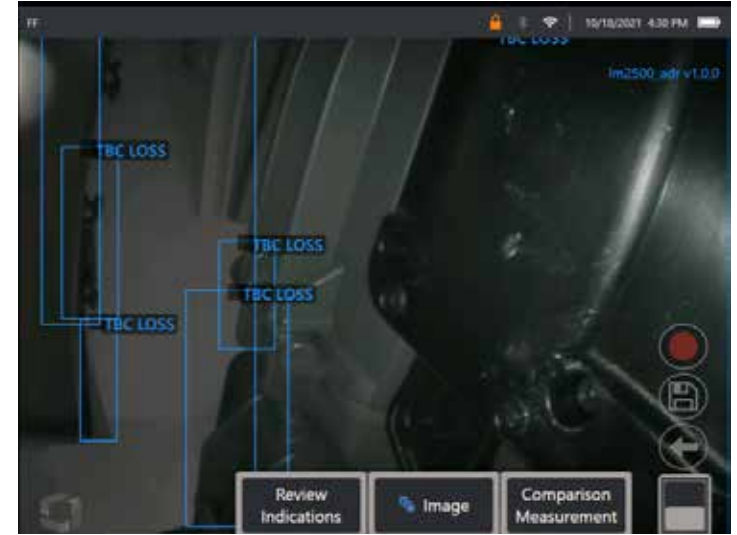 FF
10/18/2021 4:30 PM
TBC LOSS
lm2500_adr v1.0.0
TBC LOSS
TBC LOSS
TBC LOSS
TBC LOSS
Review
Indications
Image
Comparison
Measurement